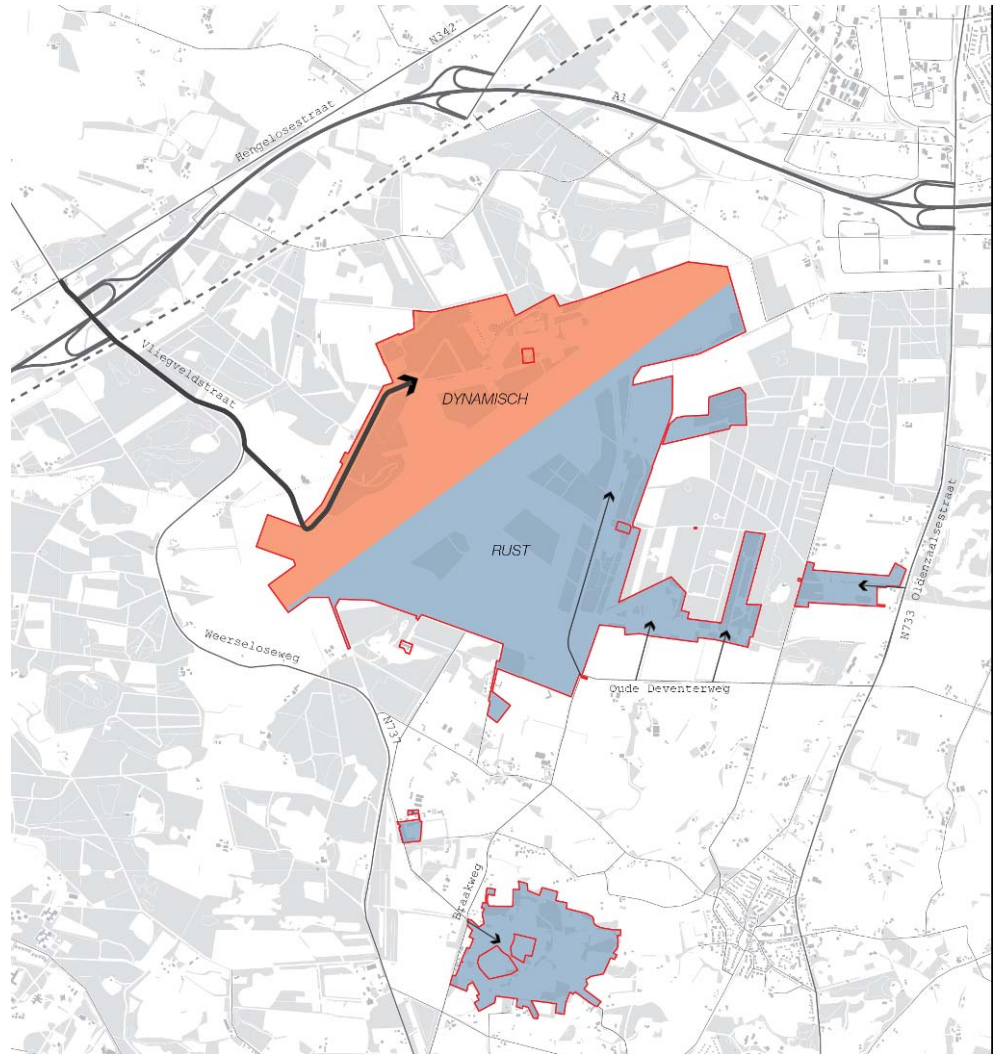 N342
A1
Hengelosestraat
Vliegveldstraat
DYNAMISCH
RUST
N733 Oldenzaalsestraat
Weerseloseweg
Oude Deventerweg
N737
Braakweg